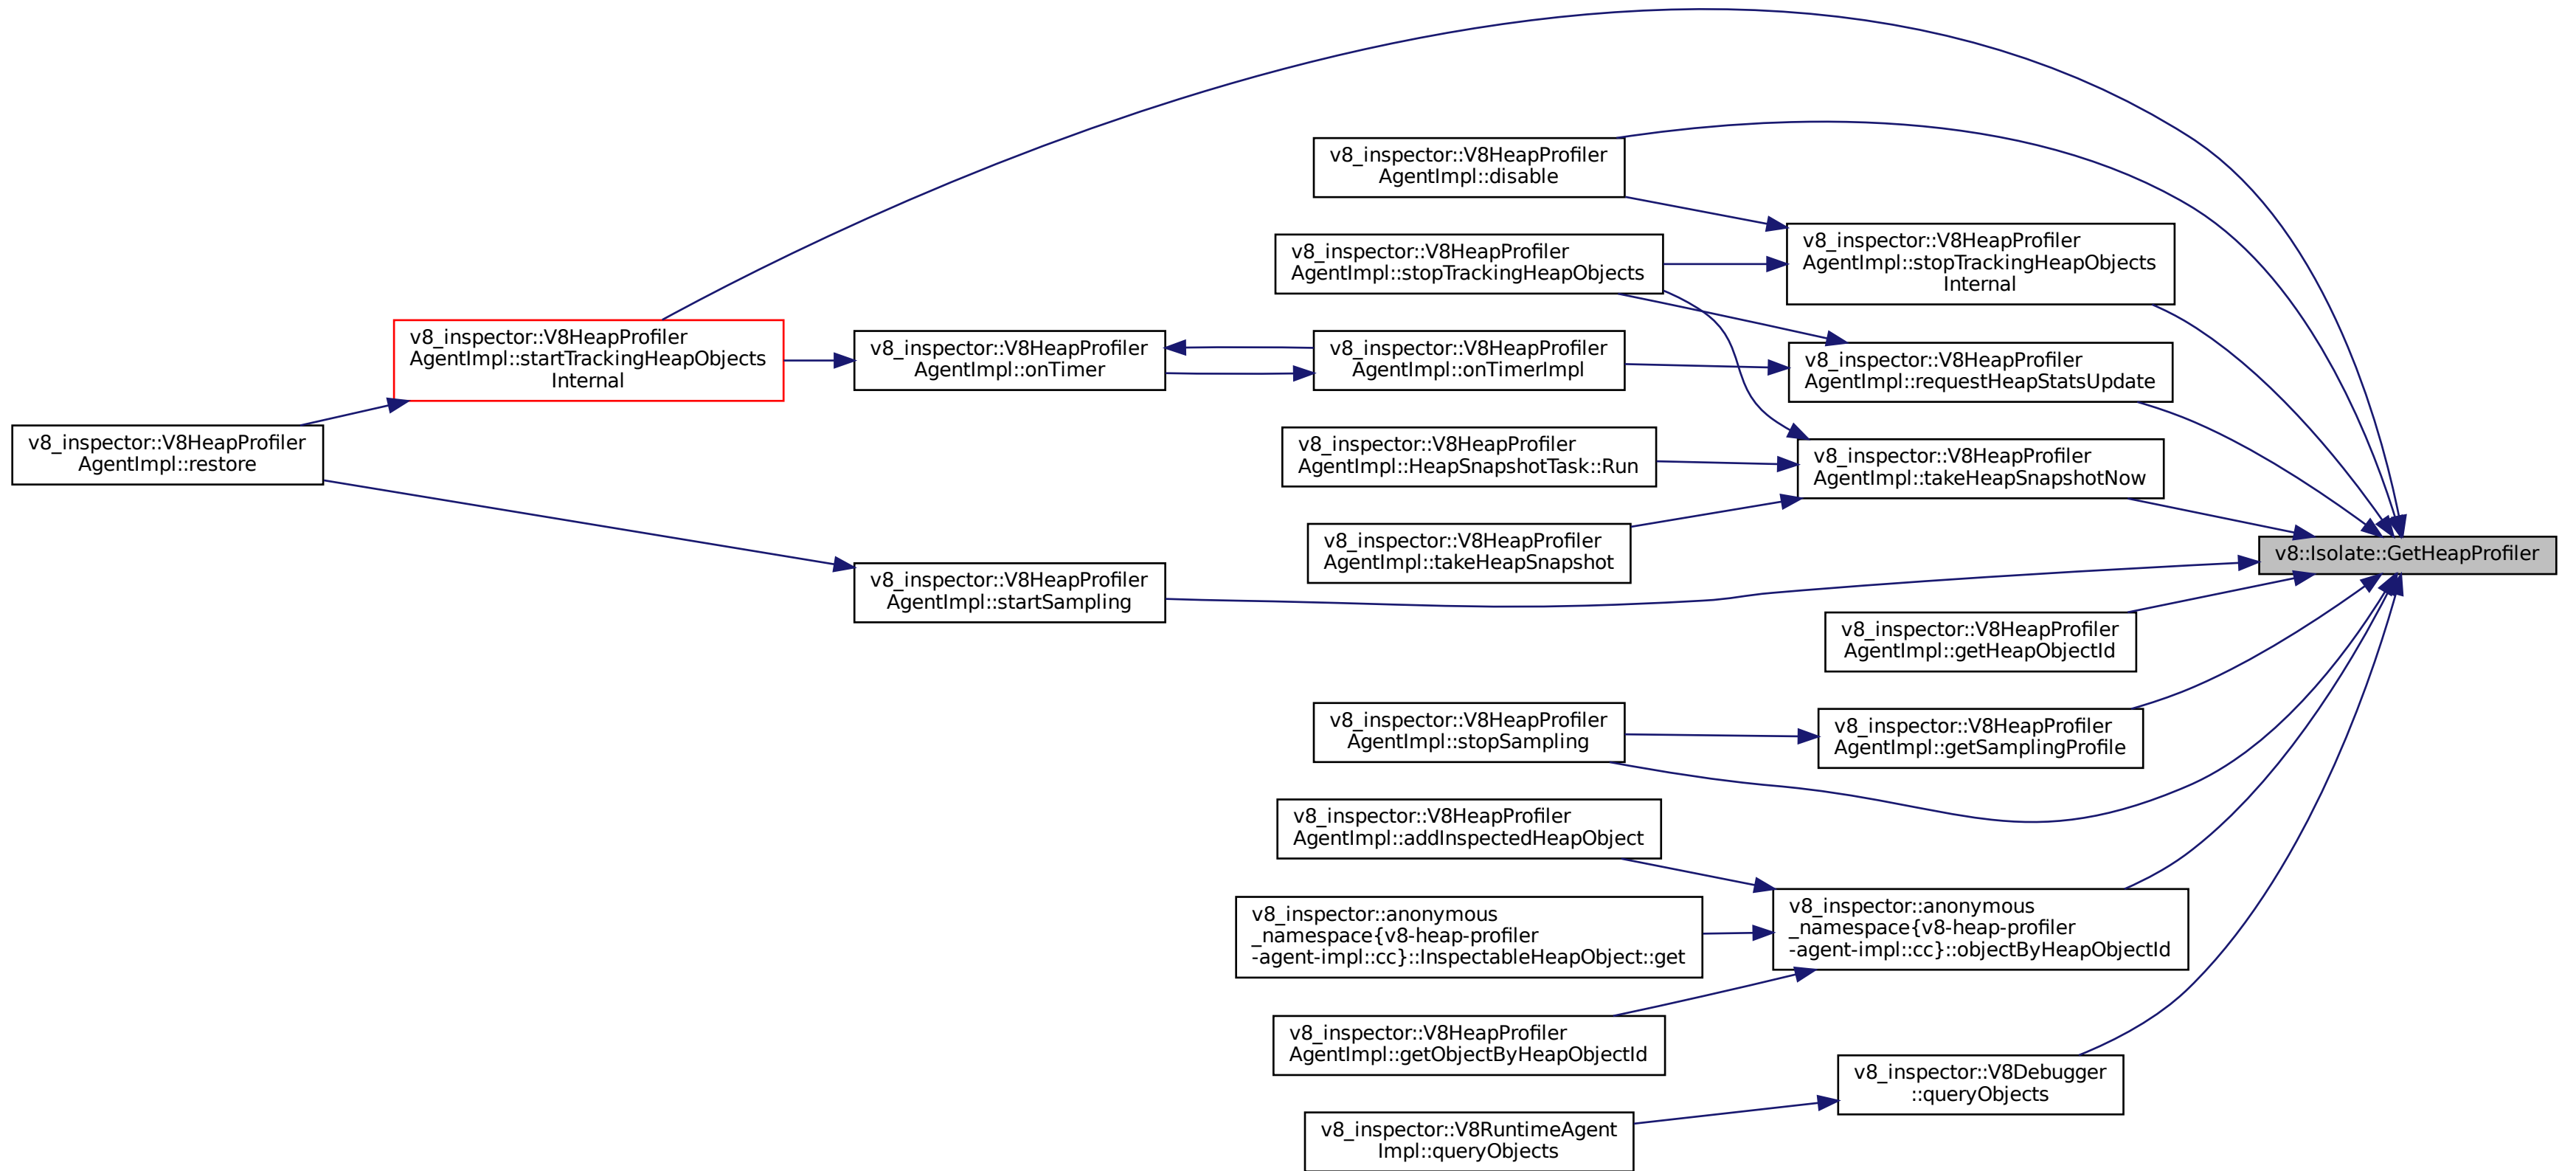 v8_inspector::V8HeapProfiler
AgentImpl::disable
v8_inspector::V8HeapProfiler
AgentImpl::stopTrackingHeapObjects
Internal
v8_inspector::V8HeapProfiler
AgentImpl::stopTrackingHeapObjects
v8_inspector::V8HeapProfiler
AgentImpl::startTrackingHeapObjects
Internal
v8_inspector::V8HeapProfiler
AgentImpl::onTimer
v8_inspector::V8HeapProfiler
AgentImpl::onTimerImpl
v8_inspector::V8HeapProfiler
AgentImpl::requestHeapStatsUpdate
v8_inspector::V8HeapProfiler
AgentImpl::restore
v8_inspector::V8HeapProfiler
AgentImpl::HeapSnapshotTask::Run
v8_inspector::V8HeapProfiler
AgentImpl::takeHeapSnapshotNow
v8_inspector::V8HeapProfiler
AgentImpl::takeHeapSnapshot
v8::Isolate::GetHeapProfiler
v8_inspector::V8HeapProfiler
AgentImpl::startSampling
v8_inspector::V8HeapProfiler
AgentImpl::getHeapObjectId
v8_inspector::V8HeapProfiler
AgentImpl::stopSampling
v8_inspector::V8HeapProfiler
AgentImpl::getSamplingProfile
v8_inspector::V8HeapProfiler
AgentImpl::addInspectedHeapObject
v8_inspector::anonymous
_namespace{v8-heap-profiler
-agent-impl::cc}::InspectableHeapObject::get
v8_inspector::anonymous
_namespace{v8-heap-profiler
-agent-impl::cc}::objectByHeapObjectId
v8_inspector::V8HeapProfiler
AgentImpl::getObjectByHeapObjectId
v8_inspector::V8Debugger
::queryObjects
v8_inspector::V8RuntimeAgent
Impl::queryObjects